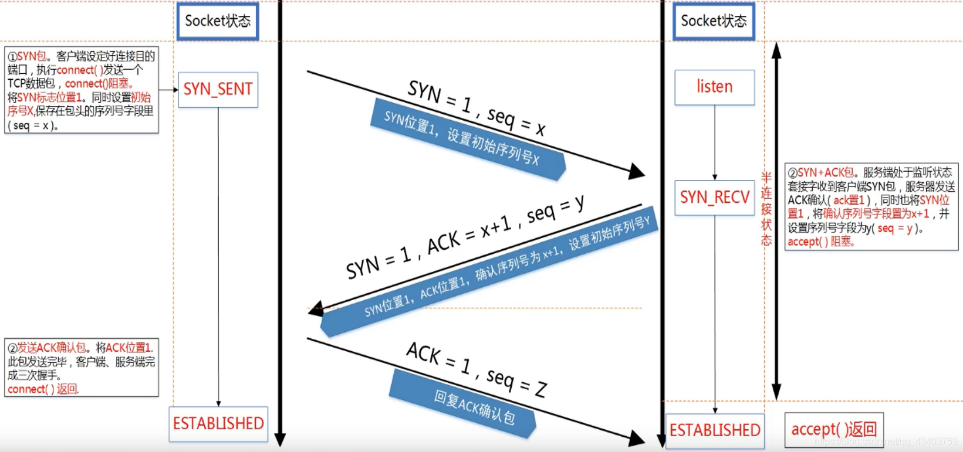 Socket状态
Socket状态
①SYN包。客户端设定好连接目的
端口，执行connect( )发送一个
TCP数据包，connect()阻塞。
将SYN标志位置1。同时设置初始
序号X,保存在包头的序列号字段里
( seq = x )。
SYN_SENT
SYN = 1 , seq = x
SYN位置1，设置初始序列号X
listen
SYN_RECV
半连接状态
②SYN+ACK包。服务端处于监听状态
套接字收到客户端SYN包，服务器发送
ACK确认( ack置1 )，同时也将SYN位
置1，将确认序列号字段置为x+1，并
设置序列号字段为y( seq = y )。
accept( ) 阻塞。
SYN = 1 , ACK = x+1 , seq = y
SYN位置1，ACK位置1，确认序列号为 x+1，设置初始序列号Y
②发送ACK确认包。将ACK位置1.
此包发送完毕，客户端、服务端完
成三次握手。
connect( ) 返回.
ACK = 1 , seq = Z
回复ACK确认包
ESTABLISHED
ESTABLISHED
accept( )返回